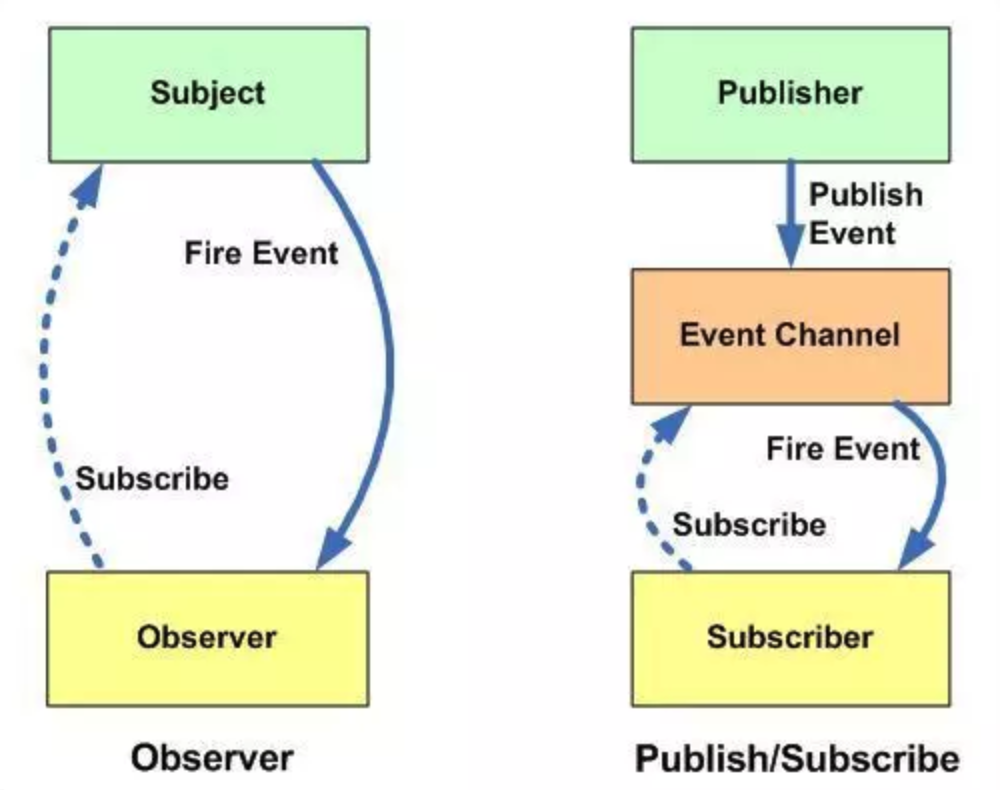 Subject
Fire Event
Subscribe
Observer
Observer
Publisher
Publish
Event
Event Channel
Fire Event
Subscribe
Subscriber
Publish/Subscribe